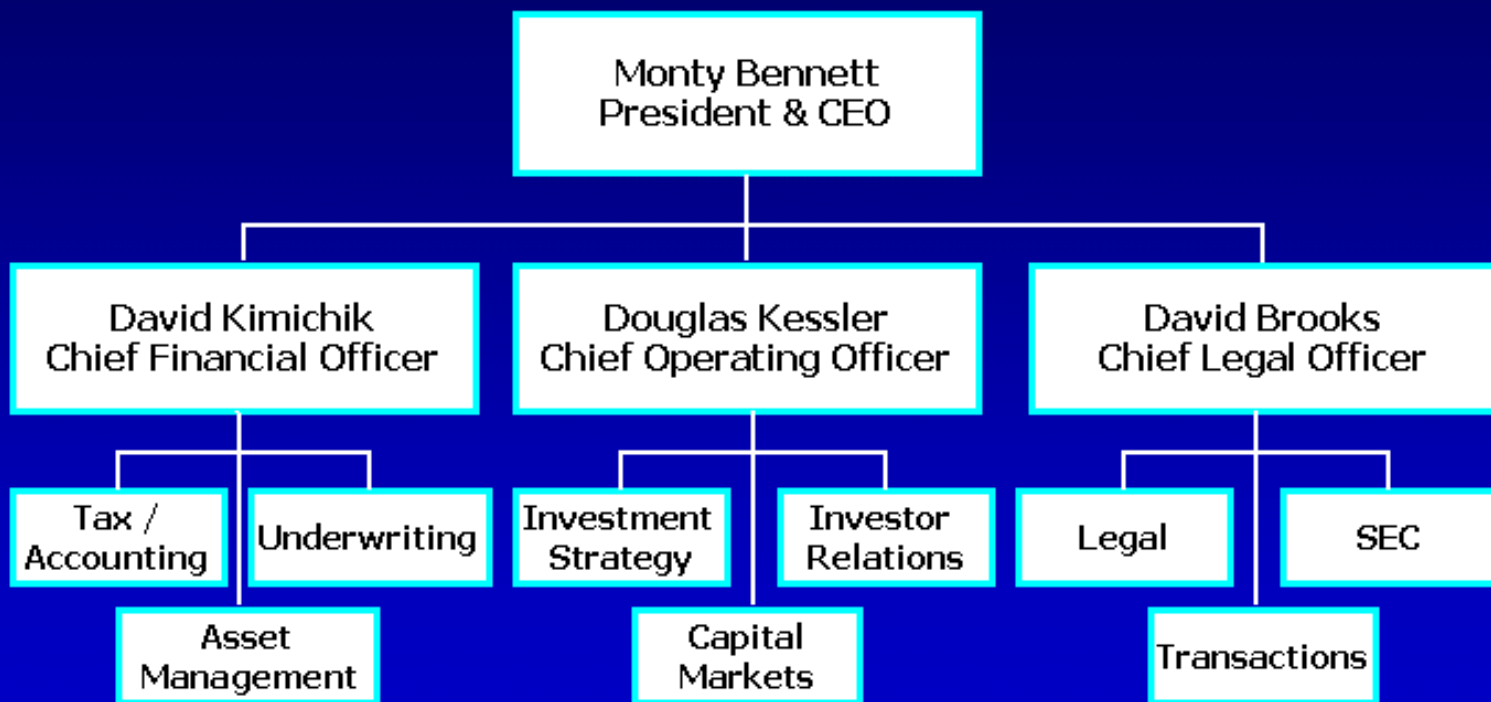 Monty Bennett
President & CEO
David Kimichik
Chief Financial Officer
Douglas Kessler
Chief Operating Officer
David Brooks
Chief Legal Officer
Tax /
Accounting
Underwriting
Asset
Management
Investment
Strategy
Investor
Relations
Capital
Markets
Legal
SEC
Transactions